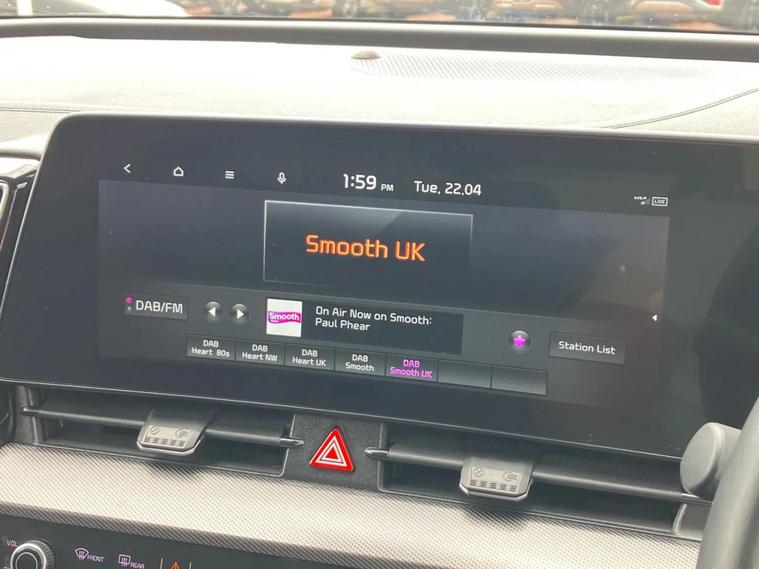 1:59 PM Tue, 22.04
LIVE
Smooth UK
DAB/FM
Smooth
On Air Now on Smooth:
Paul Phear
Station List
DAB
Heart 80s
DAB
Heart NW
DAB
Heart UK
DAB
Smooth
DAB
Smooth UK
VOL
FRONT
REAR